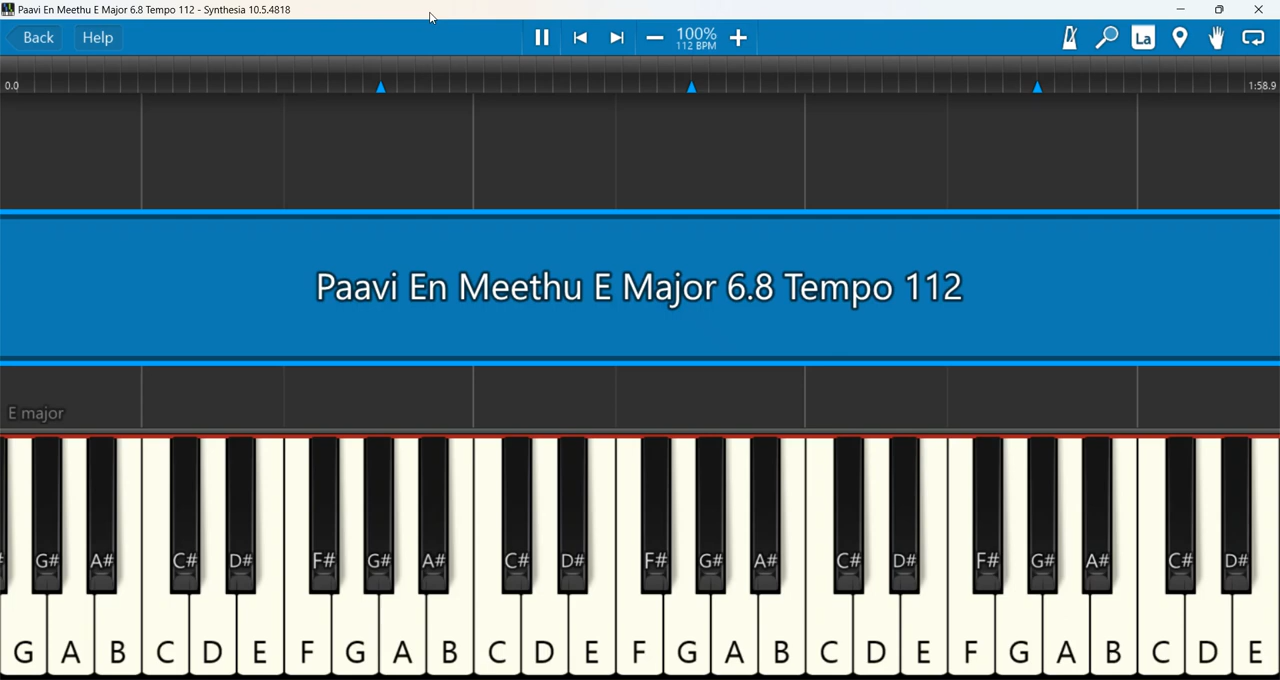 Paavi En Meethu E Major 6.8 Tempo 112 - Synthesia 10.5.4818
Back Help 100% La
112 BPM
0.0 1:58.9
Paavi En Meethu E Major 6.8 Tempo 112
E major
G# A# C# D# F# G# A# C# D# F# G# A# C# D# F# G# A# C# D#
G A B C D E F G A B C D E F G A B C D E F G A B C D E